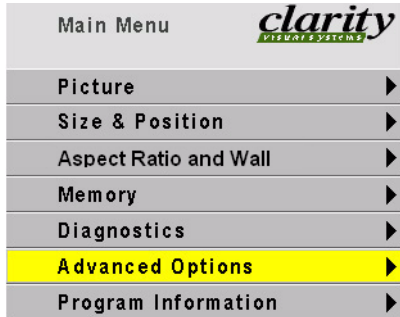 Main Menu
clarity
VISUAL SYSTEMS
Picture
Size & Position
Aspect Ratio and Wall
Memory
Diagnostics
Advanced Options
Program Information